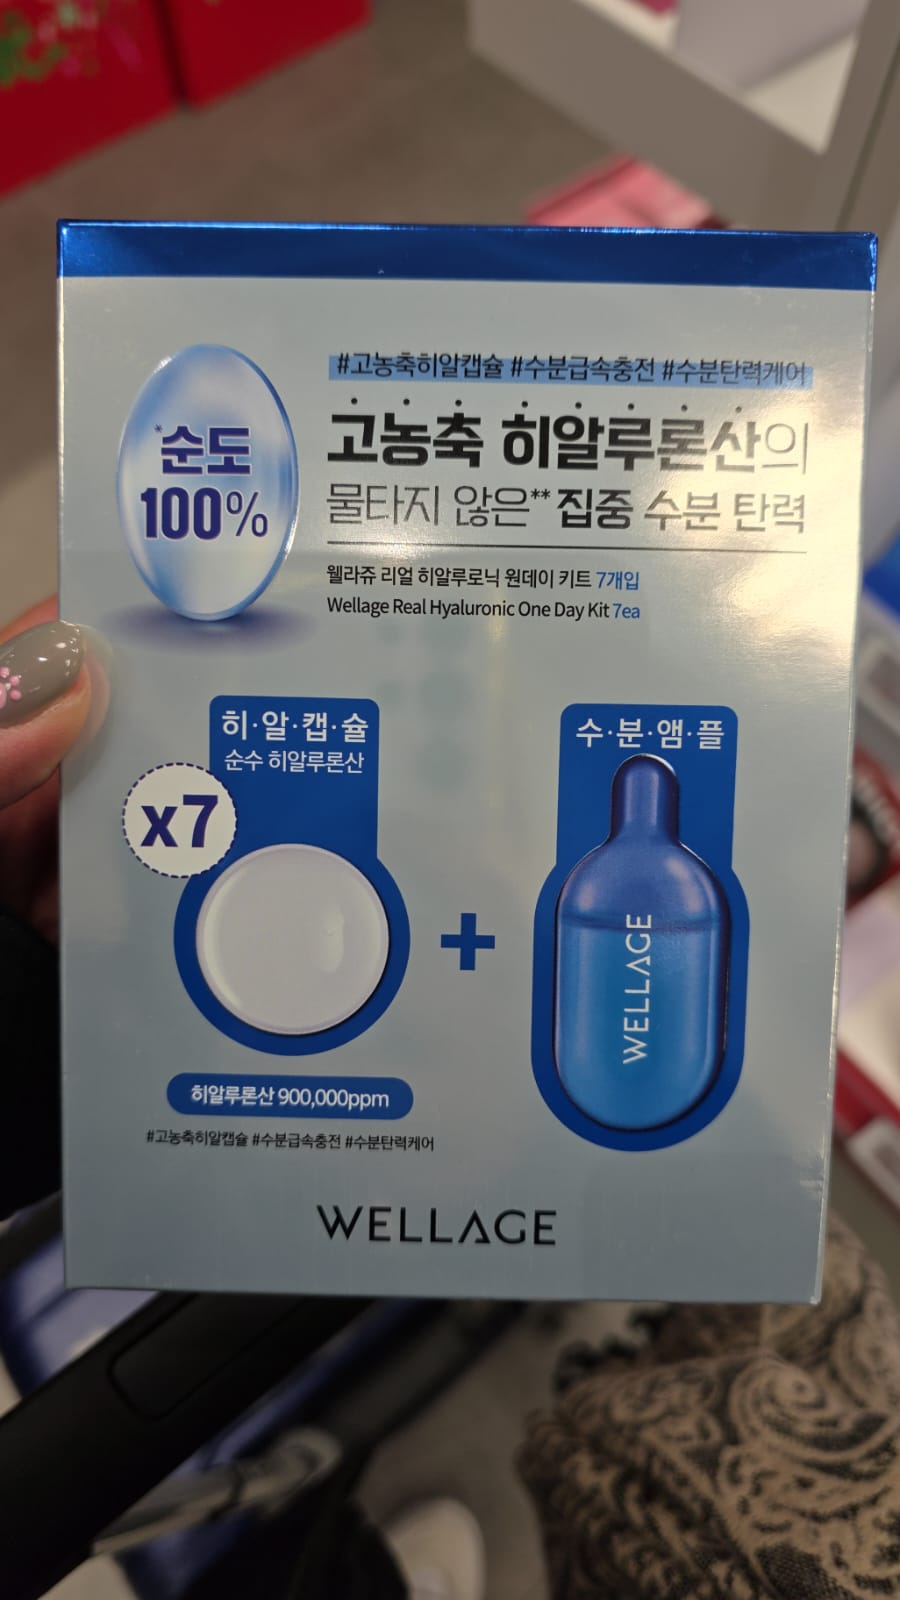 #고농축히알캡슐 #수분급속충전 #수분탄력케어
*순도
100%
고농축 히알루론산의
물타지 않은** 집중 수분 탄력
웰라쥬 리얼 히알루로닉 원데이 키트 7개입
Wellage Real Hyaluronic One Day Kit 7ea
히·알·캡·슐
순수 히알루론산
x7
+
수·분·앰·플
WELLAGE
히알루론산 900,000ppm
#고농축히알캡슐 #수분급속충전 #수분탄력케어
WELLAGE